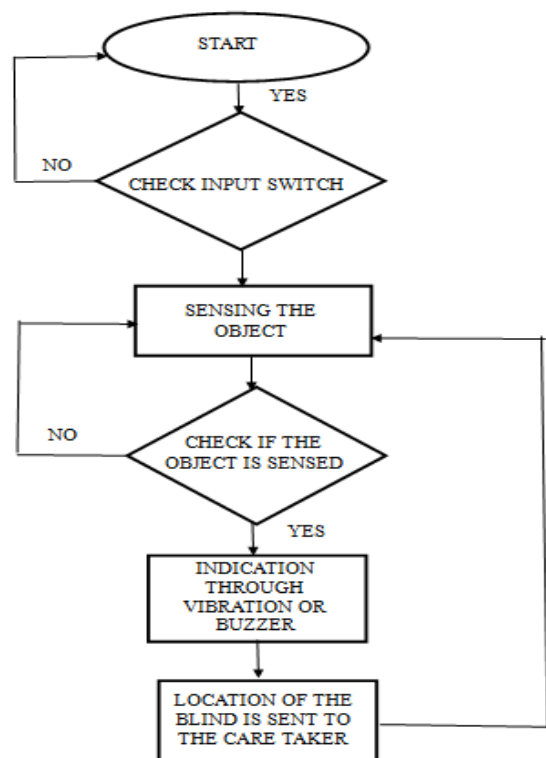 START
YES
NO
CHECK INPUT SWITCH
SENSING THE
OBJECT
NO
CHECK IF THE
OBJECT IS SENSED
YES
INDICATION
THROUGH
VIBRATION OR
BUZZER
LOCATION OF THE
BLIND IS SENT TO
THE CARE TAKER